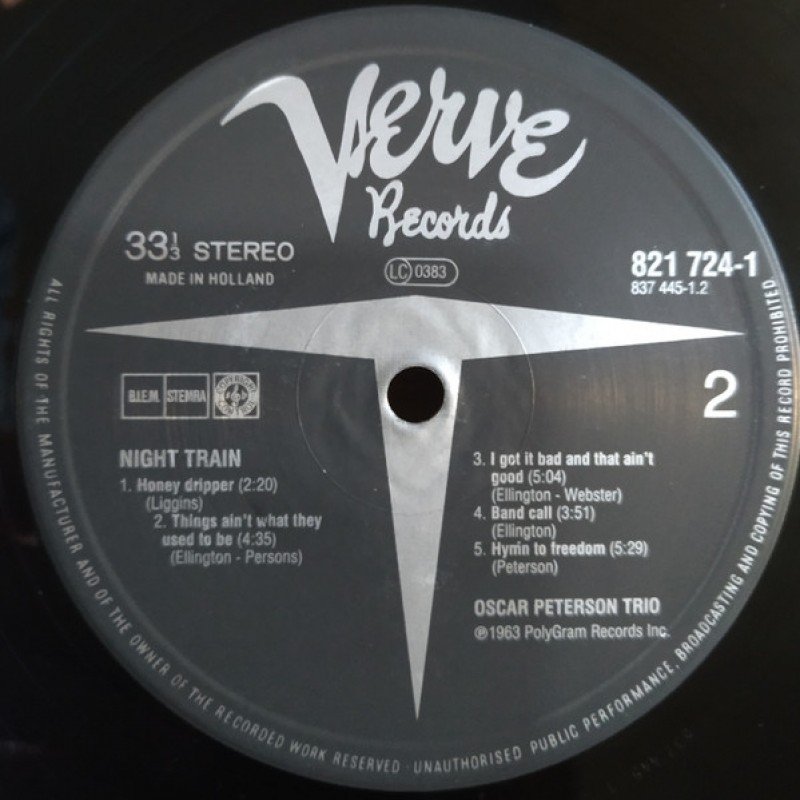 Verve
Records
33 1/3 STEREO
MADE IN HOLLAND
LC 0383
821 724-1
837 445-1.2
B.I.E.M. STEMRA
2
NIGHT TRAIN
1. Honey dripper (2:20)
(Liggins)
2. Things ain't what they
used to be (4:35)
(Ellington - Persons)
3. I got it bad and that ain't
good (5:04)
(Ellington - Webster)
4. Band call (3:51)
(Ellington)
5. Hymn to freedom (5:29)
(Peterson)
OSCAR PETERSON TRIO
℗1963 PolyGram Records Inc.
ALL RIGHTS OF THE MANUFACTURER AND OF THE OWNER OF THE RECORDED WORK RESERVED · UNAUTHORISED PUBLIC PERFORMANCE, BROADCASTING AND COPYING OF THIS RECORD PROHIBITED